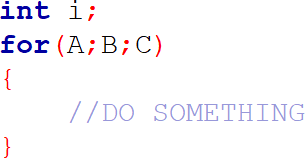 int i;
for(A;B;C)
{
//DO SOMETHING
}